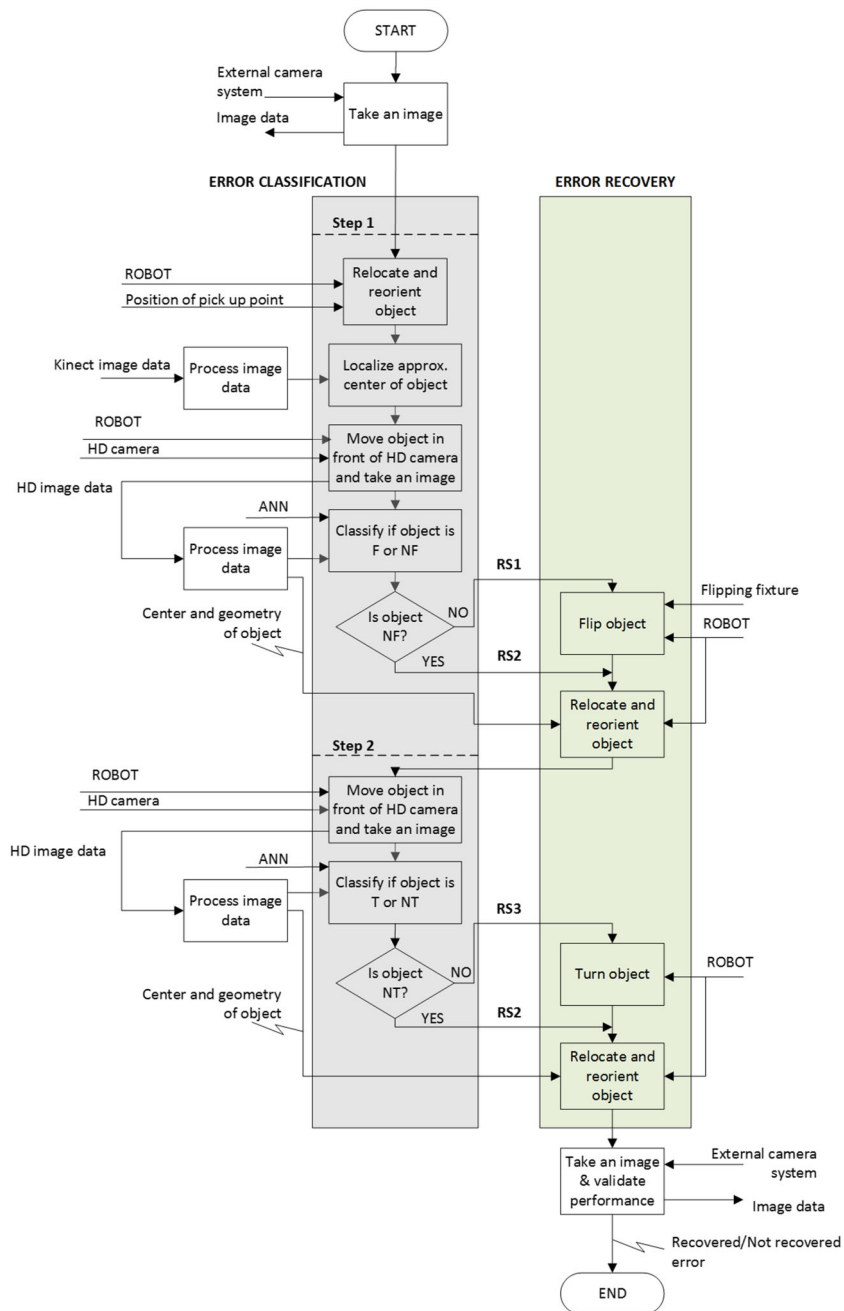 START
External camera
system
Image data
Take an image
ERROR CLASSIFICATION
ERROR RECOVERY
Step 1
ROBOT
Position of pick up point
Relocate and
reorient
object
Kinect image data
Process image
data
Localize approx.
center of object
ROBOT
HD camera
Move object in
front of HD camera
and take an image
HD image data
ANN
Process image
data
Classify if object is
F or NF
RS1
Flipping fixture
Center and geometry
of object
Is object
NF?
NO
Flip object
ROBOT
YES
RS2
Relocate and
reorient
object
Step 2
ROBOT
HD camera
Move object in
front of HD camera
and take an image
HD image data
ANN
Process image
data
Classify if object is
T or NT
RS3
Is object
NT?
NO
Turn object
ROBOT
Center and geometry
of object
YES
RS2
Relocate and
reorient
object
Take an image
& validate
performance
External camera
system
Image data
Recovered/Not recovered
error
END